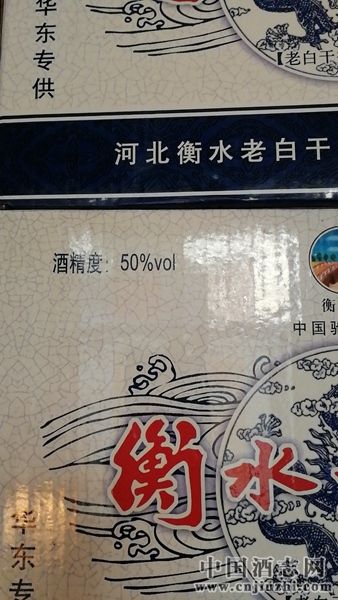 华东专供
【老白干
河北衡水老白干
酒精度：50%vol
衡
中国驰
衡水
华东专
中国酒志网
www.cnjiuzhi.com